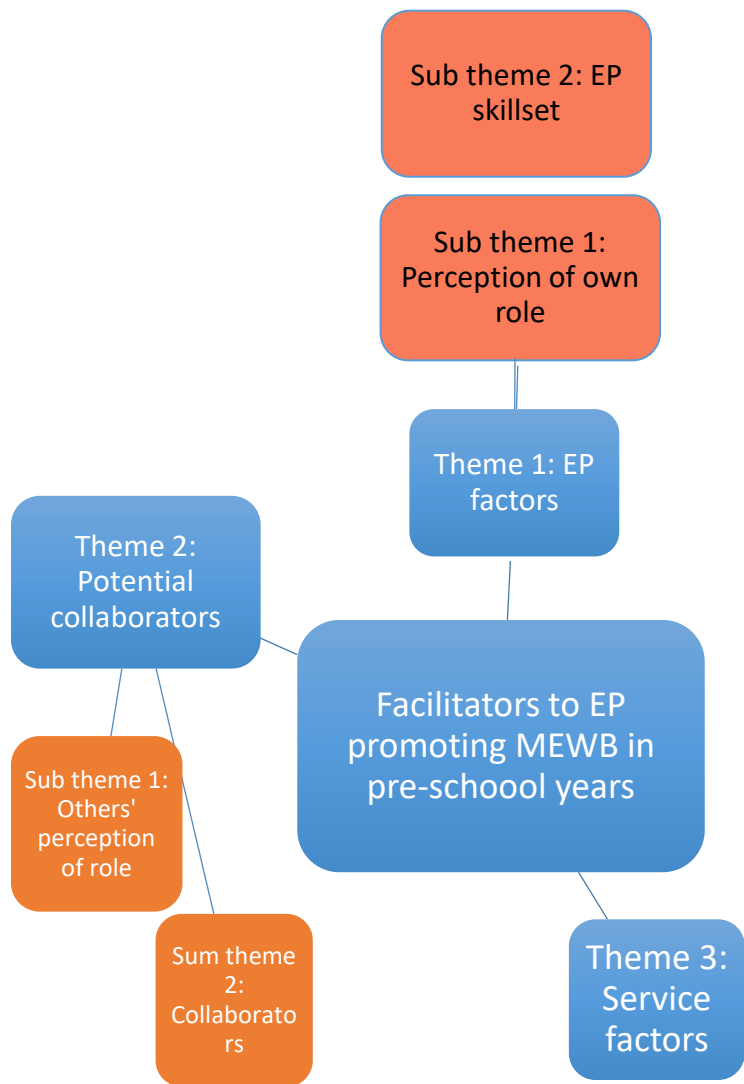 Sub theme 2: EP
skillset
Sub theme 1:
Perception of own
role
Theme 1: EP
factors
Theme 2:
Potential
collaborators
Facilitators to EP
promoting MEWB in
pre-schoool years
Sub theme 1:
Others'
perception
of role
Sum theme
2:
Collaborato
rs
Theme 3:
Service
factors